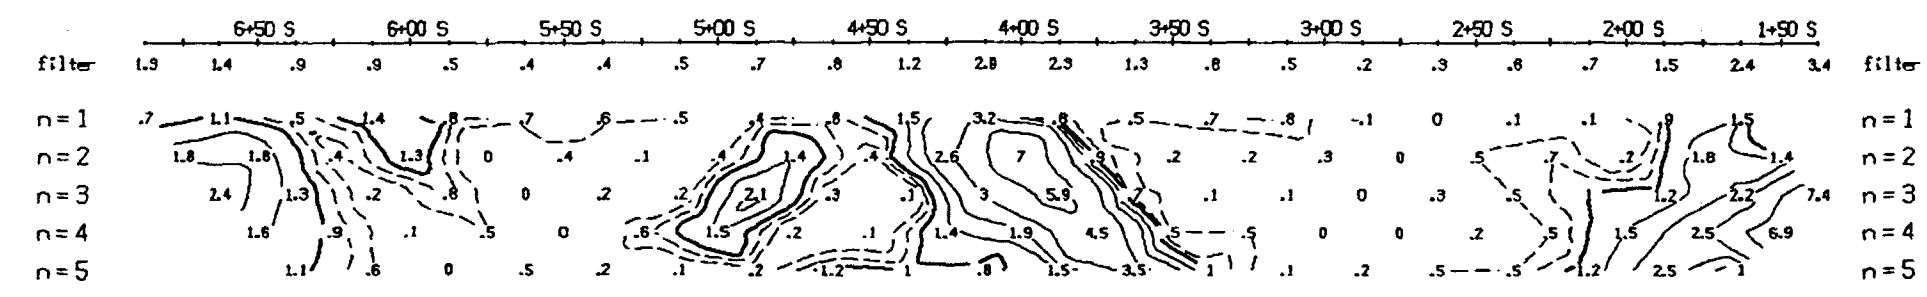 6+50 S 6+00 S 5+50 S 5+00 S 4+50 S 4+00 S 3+50 S 3+00 S 2+50 S 2+00 S 1+50 S
filter 1.3 1.4 .9 .9 .5 .4 .4 .5 .7 .8 1.2 2.8 2.3 1.3 .8 .5 .2 .3 .6 .7 1.5 2.4 3.4 filter
n=1 .7 1.1 .5 1.4 .8 .7 .6 .5 .4 .6 1.5 3.2 .8 .5 .7 .8 -.1 0 .1 .1 .9 1.5 n=1
n=2 1.8 1.8 .4 1.3 0 .4 .1 .4 1.4 .4 2.6 7 .9 .2 .2 .3 0 .5 .7 .2 1.8 1.4 n=2
n=3 2.4 1.3 .2 .8 0 .2 .2 2.1 .3 .1 3 5.9 .1 .1 0 .3 .5 1.2 2.2 7.4 n=3
n=4 1.6 .9 .1 .5 0 .6 1.5 .2 .1 1.4 1.9 4.5 .5 .5 0 0 .2 .5 1.5 2.5 6.9 n=4
n=5 1.1 .6 0 .5 .2 .1 .2 1.2 1 .8 1.5 3.5 1 .1 .2 .5 .5 1.2 2.5 1 n=5